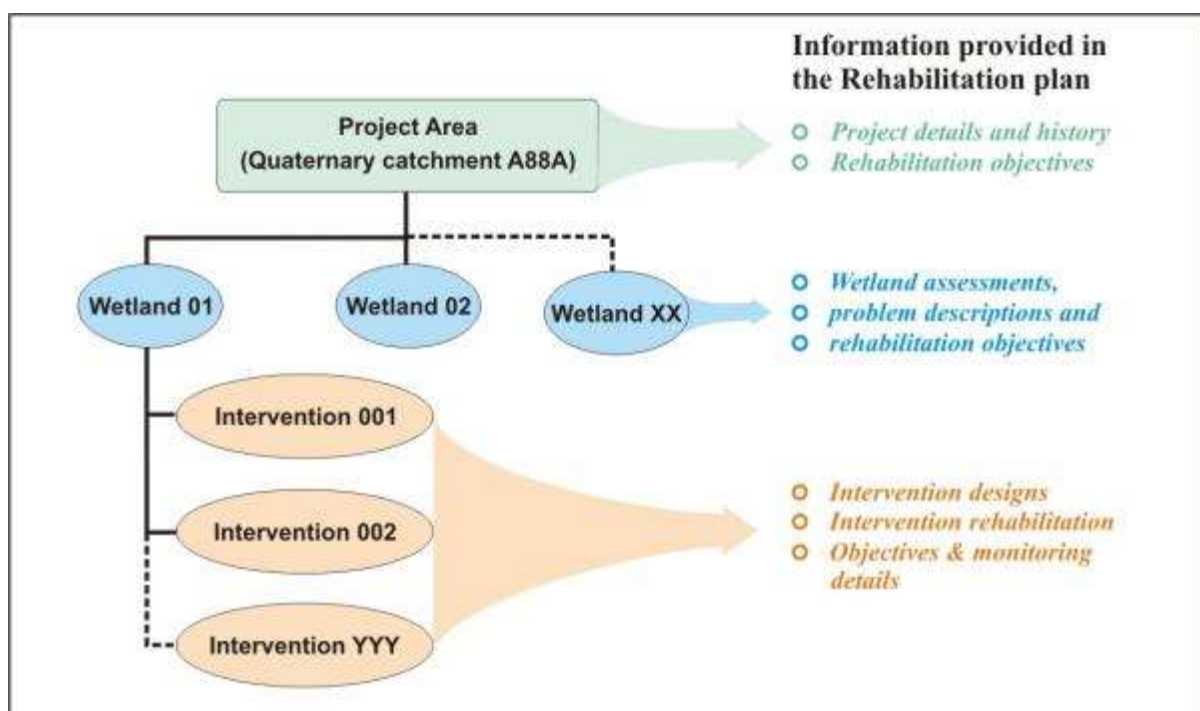 Information provided in
the Rehabilitation plan
Project Area
(Quaternary catchment A88A)
Project details and history
Rehabilitation objectives
Wetland 01
Wetland 02
Wetland XX
Wetland assessments,
problem descriptions and
rehabilitation objectives
Intervention 001
Intervention 002
Intervention YYY
Intervention designs
Intervention rehabilitation
Objectives & monitoring
details